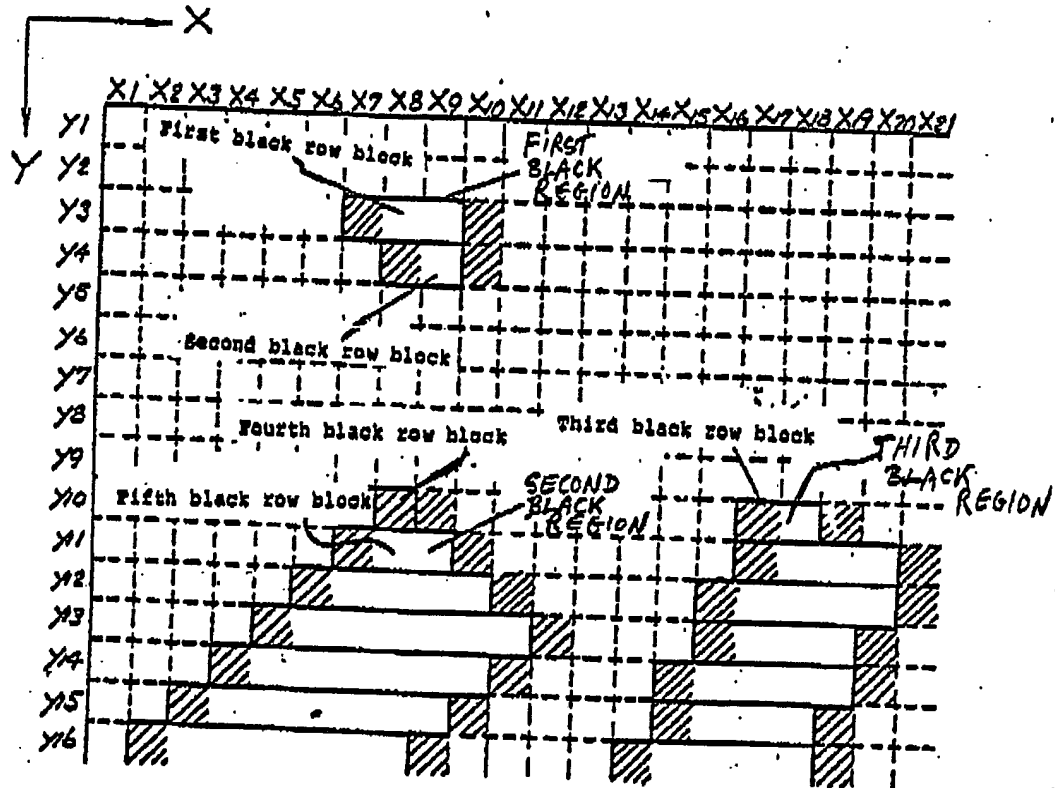 X
X1 X2 X3 X4 X5 X6 X7 X8 X9 X10 X11 X12 X13 X14 X15 X16 X17 X18 X19 X20 X21
Y
Y1
Y2
Y3
Y4
Y5
Y6
Y7
Y8
Y9
Y10
Y11
Y12
Y13
Y14
Y15
Y16
First black row block
FIRST
BLACK
REGION
Second black row block
Fourth black row block
Third black row block
THIRD
BLACK
REGION
Fifth black row block
SECOND
BLACK
REGION